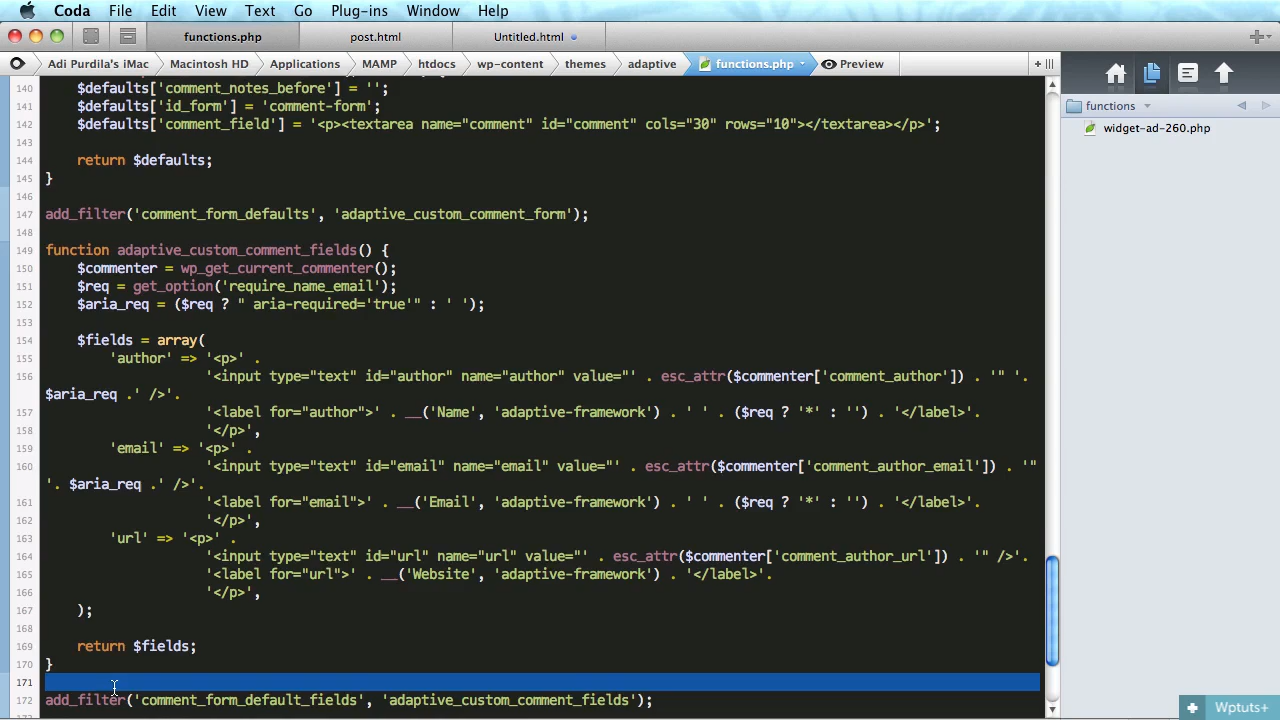 Coda File Edit View Text Go Plug-ins Window Help
functions.php post.html Untitled.html
Adi Purdila's iMac Macintosh HD Applications MAMP htdocs wp-content themes adaptive functions.php Preview
functions
widget-ad-260.php
140 $defaults['comment_notes_before'] = '';
141 $defaults['id_form'] = 'comment-form';
142 $defaults['comment_field'] = '<p><textarea name="comment" id="comment" cols="30" rows="10"></textarea></p>';
143
144 return $defaults;
145 }
146
147 add_filter('comment_form_defaults', 'adaptive_custom_comment_form');
148
149 function adaptive_custom_comment_fields() {
150 $commenter = wp_get_current_commenter();
151 $req = get_option('require_name_email');
152 $aria_req = ($req ? " aria-required='true'" : ' ');
153
154 $fields = array(
155 'author' => '<p>' .
156 '<input type="text" id="author" name="author" value="' . esc_attr($commenter['comment_author']) . '" '.
$aria_req .' />'.
157 '<label for="author">' . __('Name', 'adaptive-framework') . ' ' . ($req ? '*' : '') . '</label>'.
158 '</p>',
159 'email' => '<p>' .
160 '<input type="text" id="email" name="email" value="' . esc_attr($commenter['comment_author_email']) . '"
'. $aria_req .' />'.
161 '<label for="email">' . __('Email', 'adaptive-framework') . ' ' . ($req ? '*' : '') . '</label>'.
162 '</p>',
163 'url' => '<p>' .
164 '<input type="text" id="url" name="url" value="' . esc_attr($commenter['comment_author_url']) . '" />'.
165 '<label for="url">' . __('Website', 'adaptive-framework') . '</label>'.
166 '</p>',
167 );
168
169 return $fields;
170 }
171
172 add_filter('comment_form_default_fields', 'adaptive_custom_comment_fields');
Wptuts+